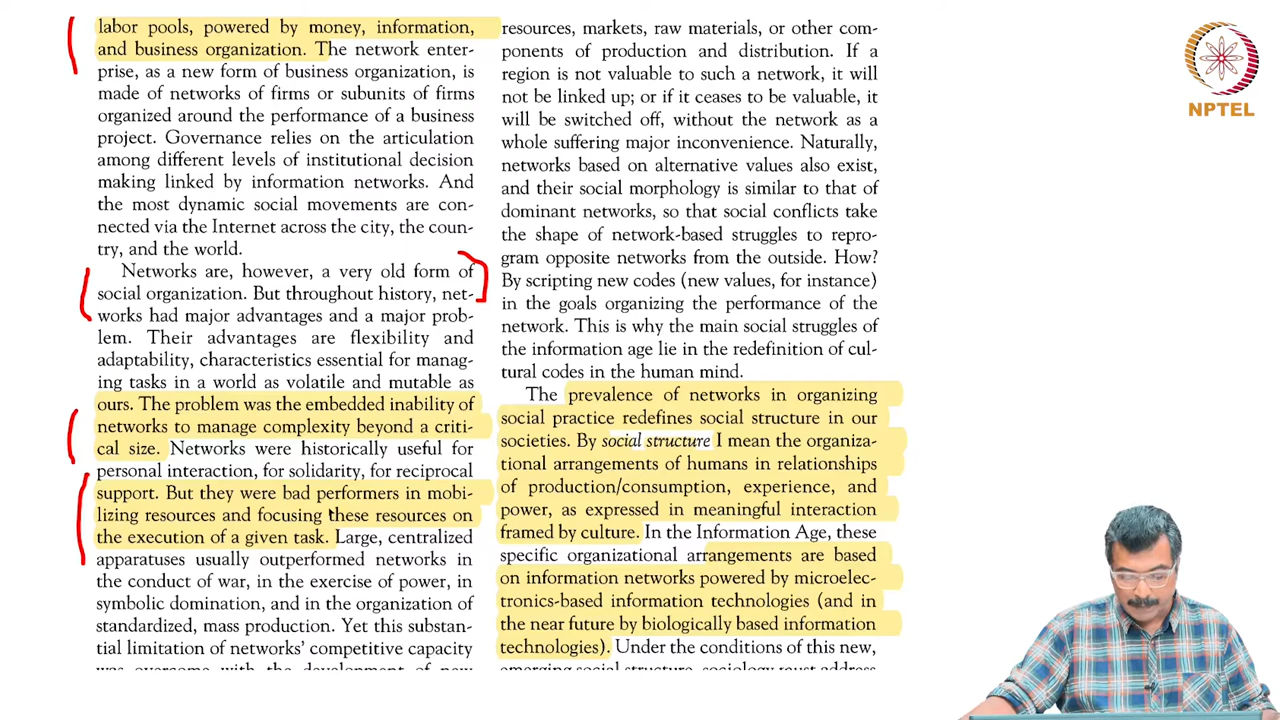 labor pools, powered by money, information,
and business organization. The network enter-
prise, as a new form of business organization, is
made of networks of firms or subunits of firms
organized around the performance of a business
project. Governance relies on the articulation
among different levels of institutional decision
making linked by information networks. And
the most dynamic social movements are con-
nected via the Internet across the city, the coun-
try, and the world.
Networks are, however, a very old form of
social organization. But throughout history, net-
works had major advantages and a major prob-
lem. Their advantages are flexibility and
adaptability, characteristics essential for manag-
ing tasks in a world as volatile and mutable as
ours. The problem was the embedded inability of
networks to manage complexity beyond a criti-
cal size. Networks were historically useful for
personal interaction, for solidarity, for reciprocal
support. But they were bad performers in mobi-
lizing resources and focusing these resources on
the execution of a given task. Large, centralized
apparatuses usually outperformed networks in
the conduct of war, in the exercise of power, in
symbolic domination, and in the organization of
standardized, mass production. Yet this substan-
tial limitation of networks' competitive capacity
was overcome with the development of new
resources, markets, raw materials, or other com-
ponents of production and distribution. If a
region is not valuable to such a network, it will
not be linked up; or if it ceases to be valuable, it
will be switched off, without the network as a
whole suffering major inconvenience. Naturally,
networks based on alternative values also exist,
and their social morphology is similar to that of
dominant networks, so that social conflicts take
the shape of network-based struggles to repro-
gram opposite networks from the outside. How?
By scripting new codes (new values, for instance)
in the goals organizing the performance of the
network. This is why the main social struggles of
the information age lie in the redefinition of cul-
tural codes in the human mind.
The prevalence of networks in organizing
social practice redefines social structure in our
societies. By social structure I mean the organiza-
tional arrangements of humans in relationships
of production/consumption, experience, and
power, as expressed in meaningful interaction
framed by culture. In the Information Age, these
specific organizational arrangements are based
on information networks powered by microelec-
tronics-based information technologies (and in
the near future by biologically based information
technologies). Under the conditions of this new,
emerging social structure, sociology must address
NPTEL